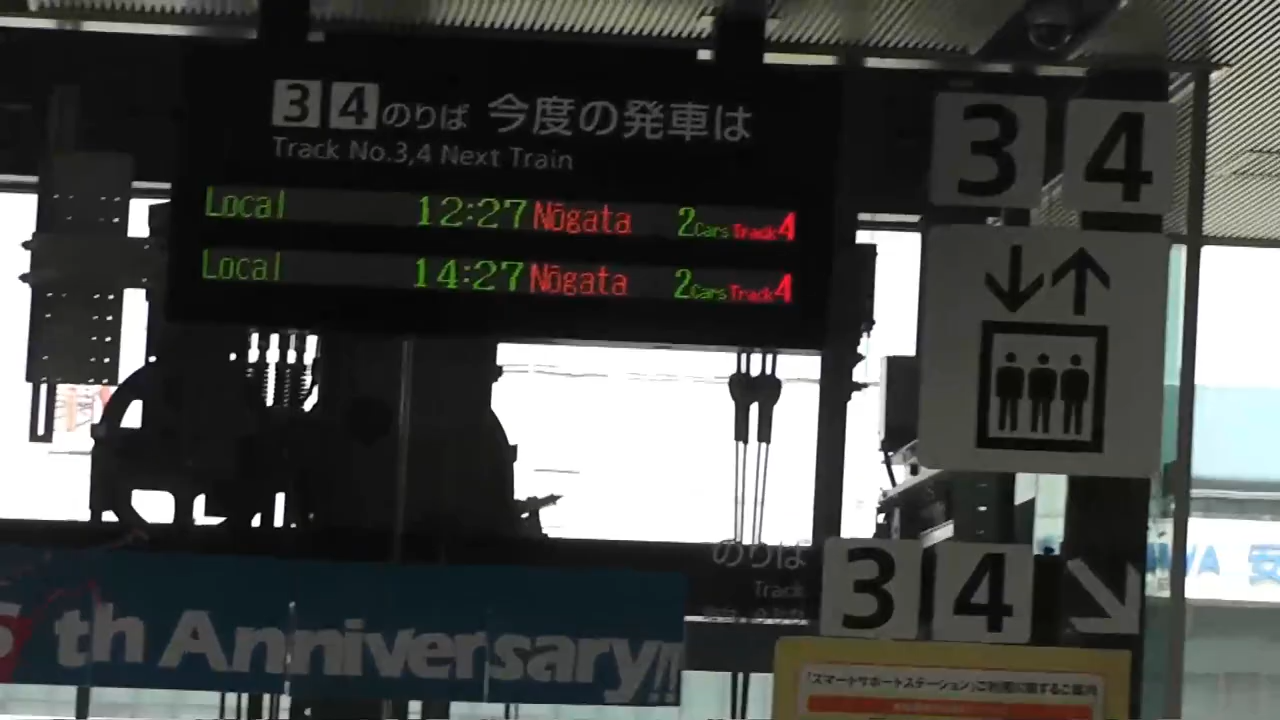 3 4 のりば 今度の発車は
Track No.3,4 Next Train
Local 12:27 Nōgata 2Cars Track4
Local 14:27 Nōgata 2Cars Track4
3 4
のりば 3 4
Track
th Anniversary!!
「スマートサポートステーション」ご利用に関するご案内